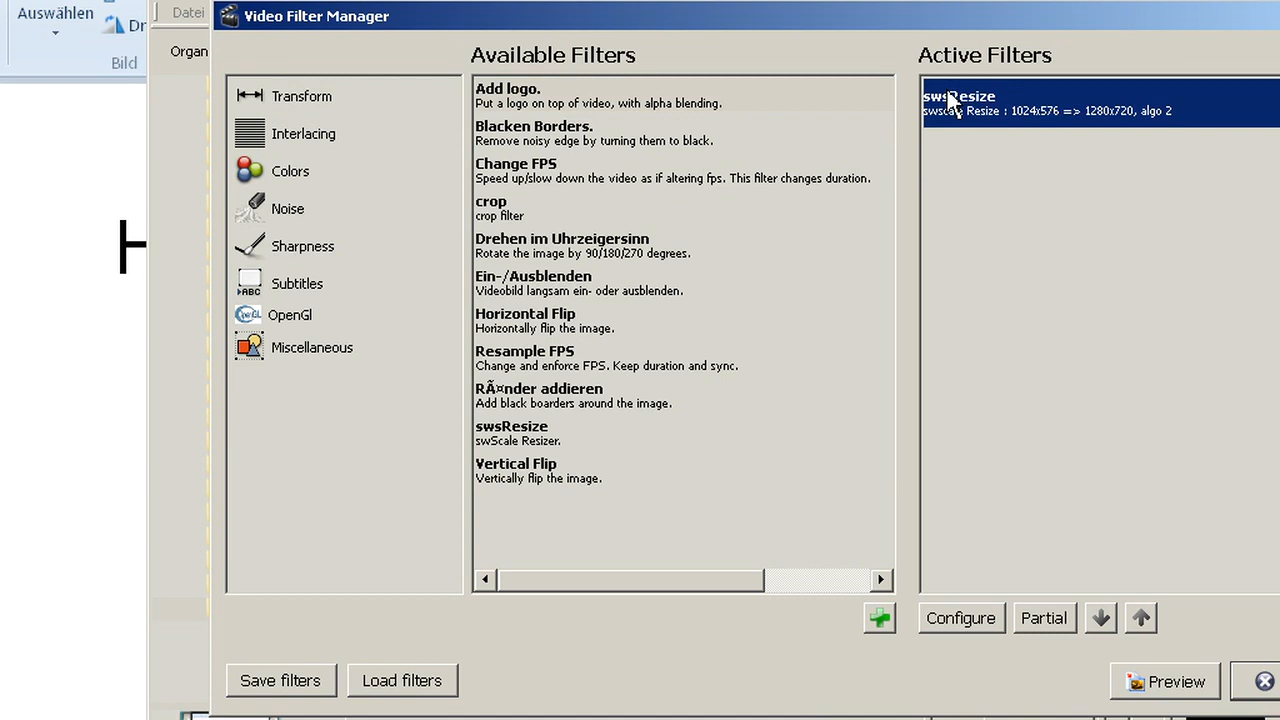 Auswählen
Dr
Bild
Datei
Organ
Video Filter Manager
Available Filters
Active Filters
Transform
Interlacing
Colors
Noise
Sharpness
Subtitles
OpenGl
Miscellaneous
Add logo.
Put a logo on top of video, with alpha blending.
Blacken Borders.
Remove noisy edge by turning them to black.
Change FPS
Speed up/slow down the video as if altering fps. This filter changes duration.
crop
crop filter
Drehen im Uhrzeigersinn
Rotate the image by 90/180/270 degrees.
Ein-/Ausblenden
Videobild langsam ein- oder ausblenden.
Horizontal Flip
Horizontally flip the image.
Resample FPS
Change and enforce FPS. Keep duration and sync.
RÃ¤nder addieren
Add black boarders around the image.
swsResize
swScale Resizer.
Vertical Flip
Vertically flip the image.
swsResize
swscale Resize : 1024x576 => 1280x720, algo 2
Configure
Partial
Save filters
Load filters
Preview